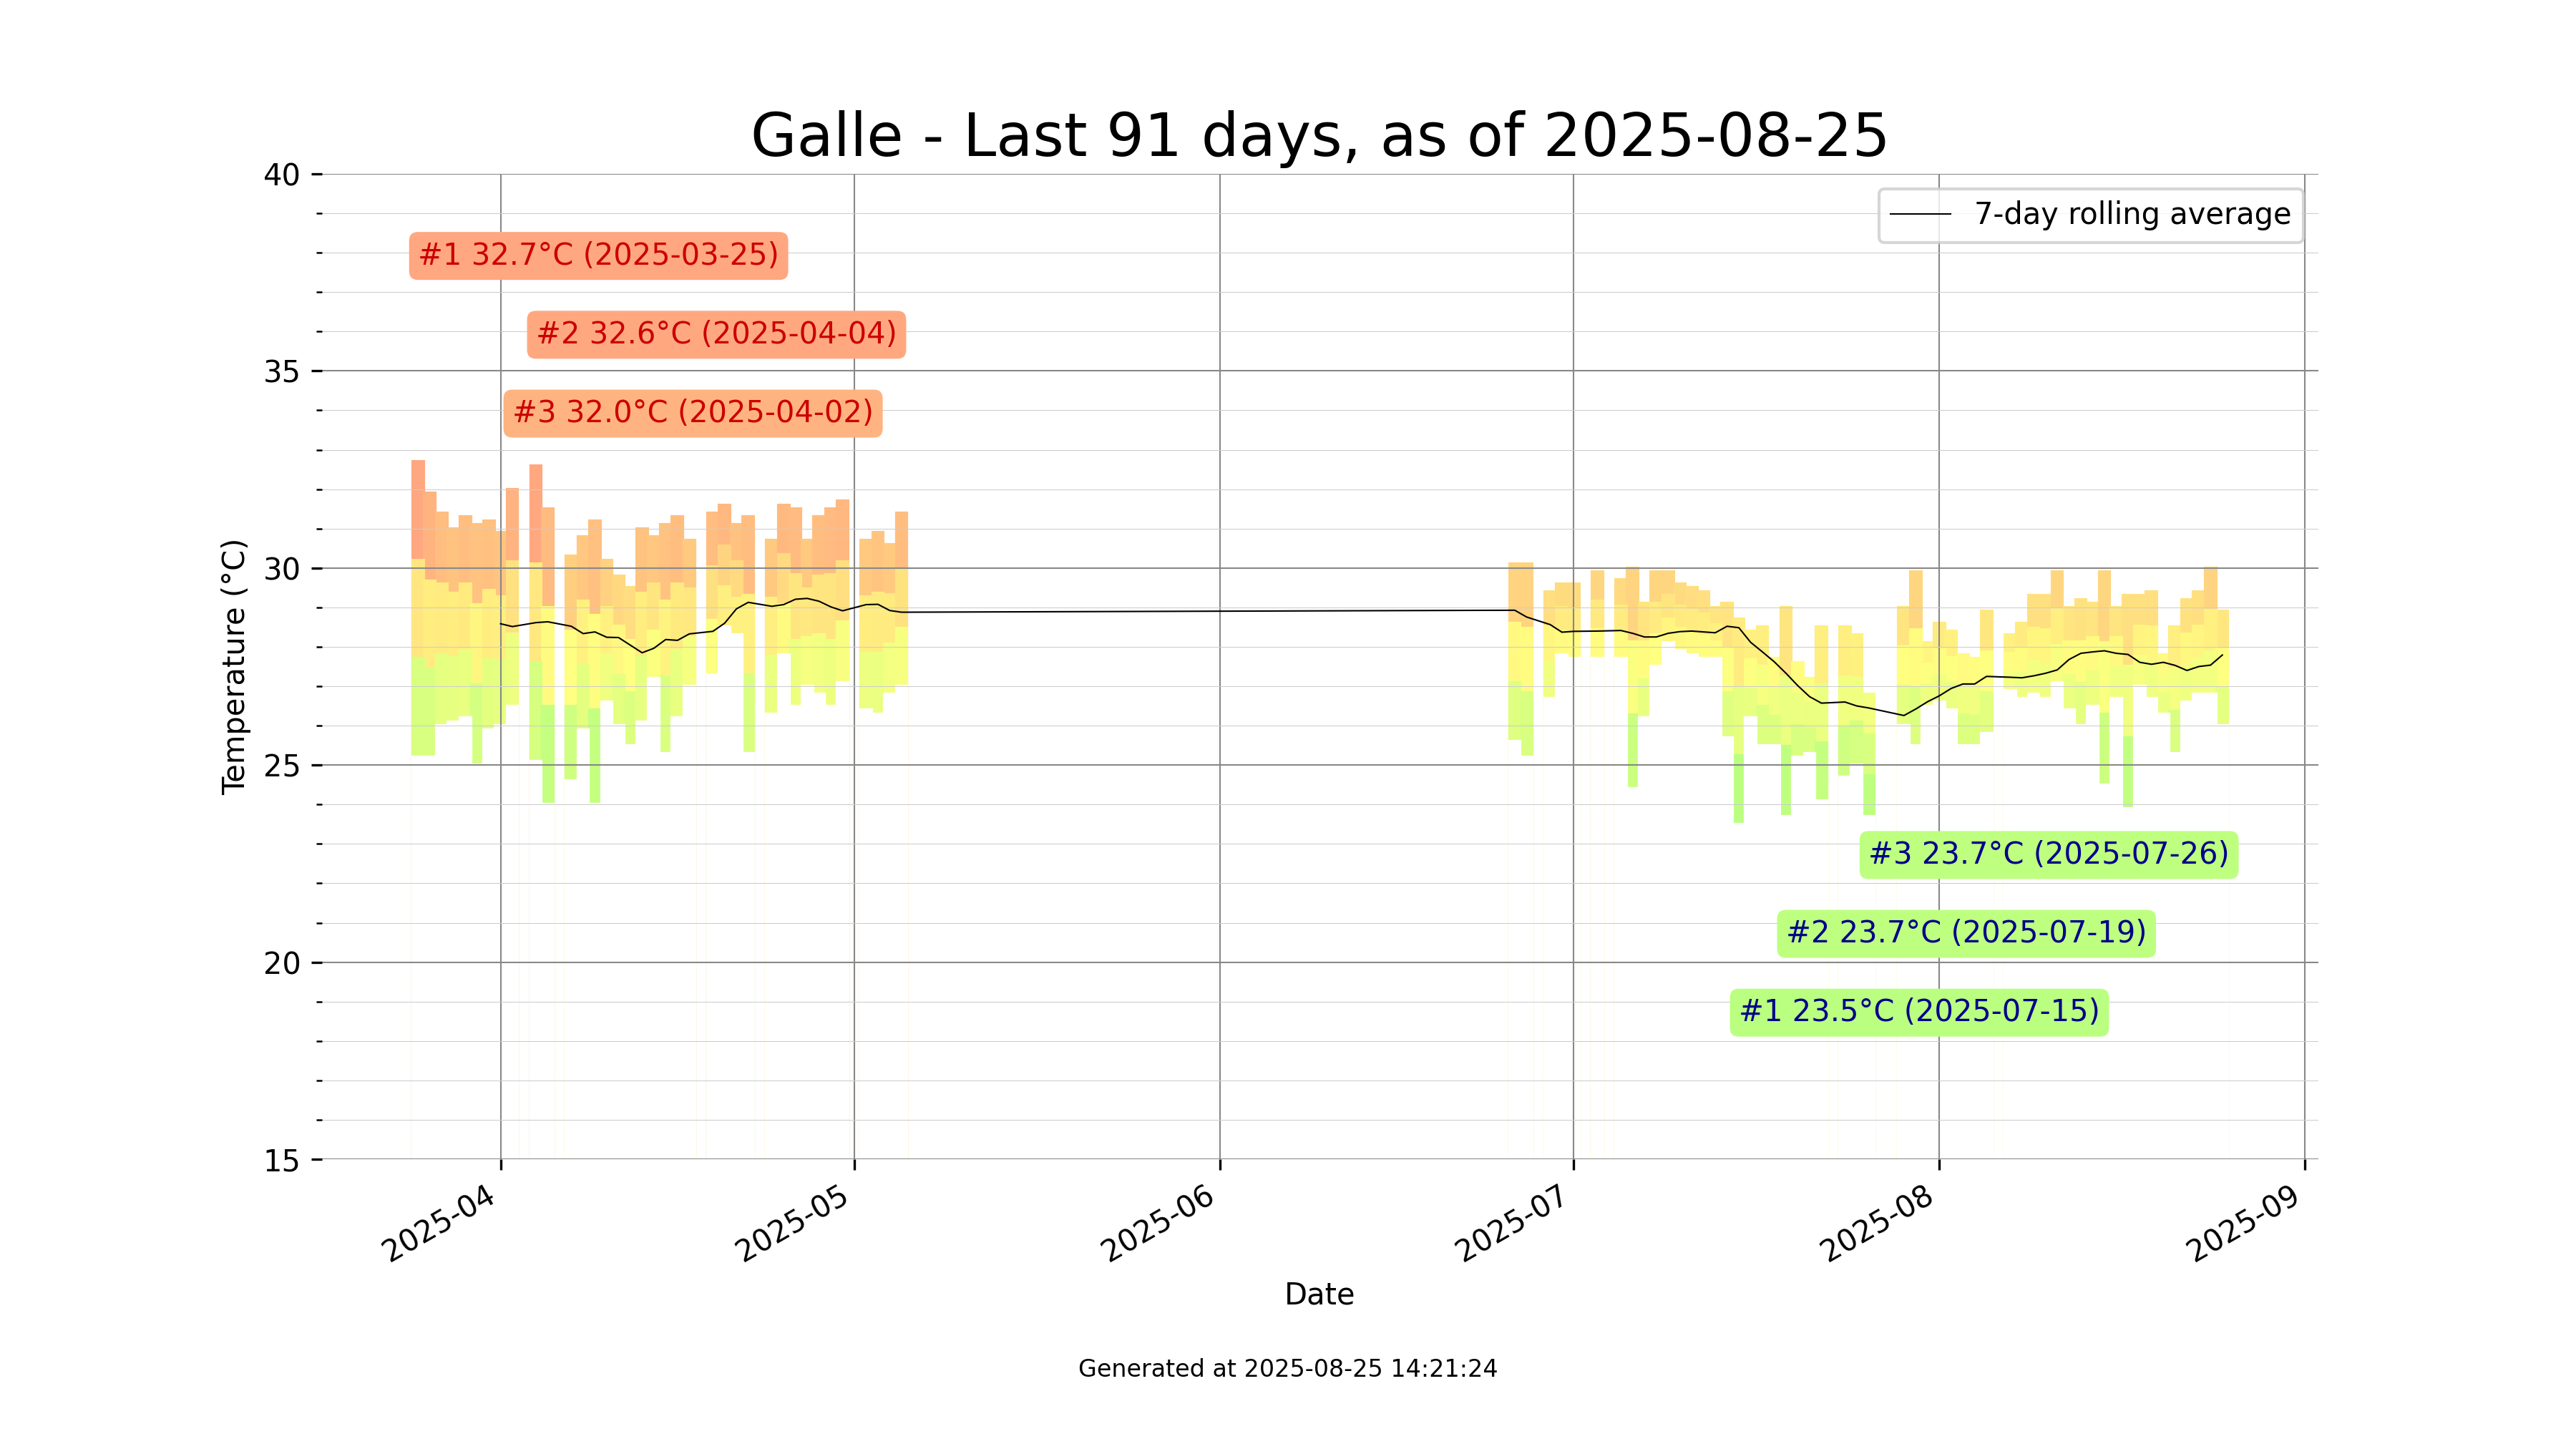 Galle - Last 91 days, as of 2025-08-25
40
35
30
25
20
15
Temperature (°C)
7-day rolling average
#1 32.7°C (2025-03-25)
#2 32.6°C (2025-04-04)
#3 32.0°C (2025-04-02)
#3 23.7°C (2025-07-26)
#2 23.7°C (2025-07-19)
#1 23.5°C (2025-07-15)
2025-04
2025-05
2025-06
2025-07
2025-08
2025-09
Date
Generated at 2025-08-25 14:21:24